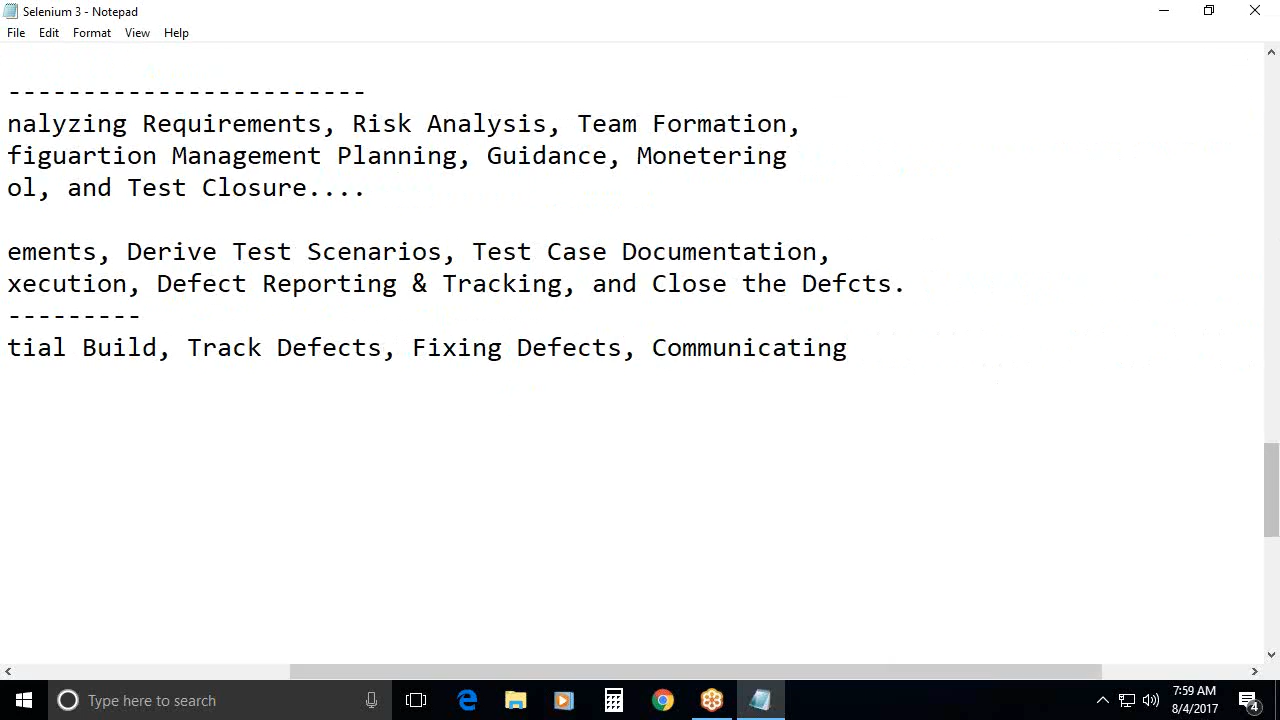 Selenium 3 - Notepad
File Edit Format View Help
------------------------
nalyzing Requirements, Risk Analysis, Team Formation,
figuartion Management Planning, Guidance, Monetering
ol, and Test Closure....
ements, Derive Test Scenarios, Test Case Documentation,
xecution, Defect Reporting & Tracking, and Close the Defcts.
---------
tial Build, Track Defects, Fixing Defects, Communicating
Type here to search
7:59 AM
8/4/2017
4